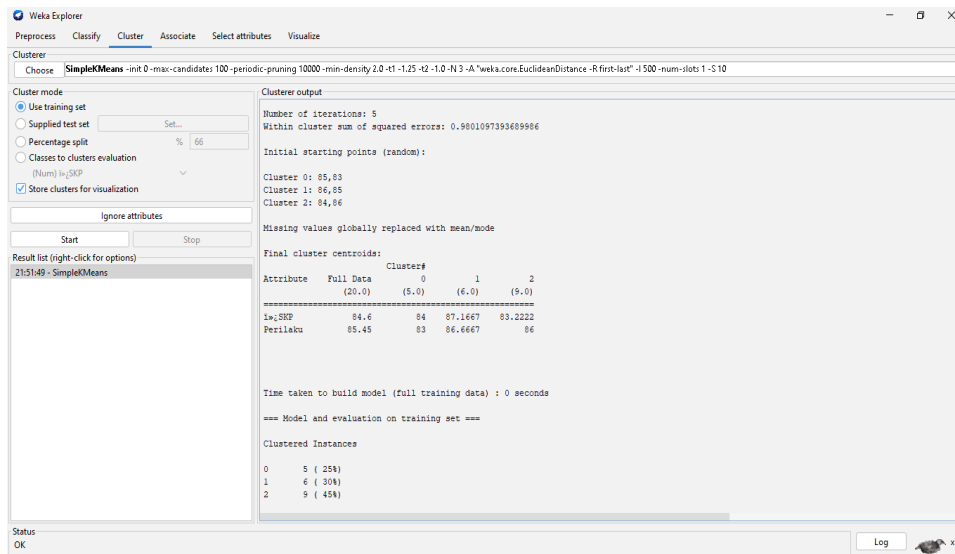 Weka Explorer
Preprocess Classify Cluster Associate Select attributes Visualize
Clusterer
Choose SimpleKMeans -init 0 -max-candidates 100 -periodic-pruning 10000 -min-density 2.0 -t1 -1.25 -t2 -1.0 -N 3 -A "weka.core.EuclideanDistance -R first-last" -I 500 -num-slots 1 -S 10
Cluster mode
Use training set
Supplied test set Set...
Percentage split % 66
Classes to clusters evaluation
(Num) ï»¿SKP
Store clusters for visualization
Ignore attributes
Start Stop
Result list (right-click for options)
21:51:49 - SimpleKMeans
Clusterer output
Number of iterations: 5
Within cluster sum of squared errors: 0.9801097393689986
Initial starting points (random):
Cluster 0: 85,83
Cluster 1: 86,85
Cluster 2: 84,86
Missing values globally replaced with mean/mode
Final cluster centroids:
Cluster#
Attribute Full Data 0 1 2
(20.0) (5.0) (6.0) (9.0)
=======================================================
ï»¿SKP 84.6 84 87.1667 83.2222
Perilaku 85.45 83 86.6667 86
Time taken to build model (full training data) : 0 seconds
=== Model and evaluation on training set ===
Clustered Instances
0 5 ( 25%)
1 6 ( 30%)
2 9 ( 45%)
Status
OK
Log
x